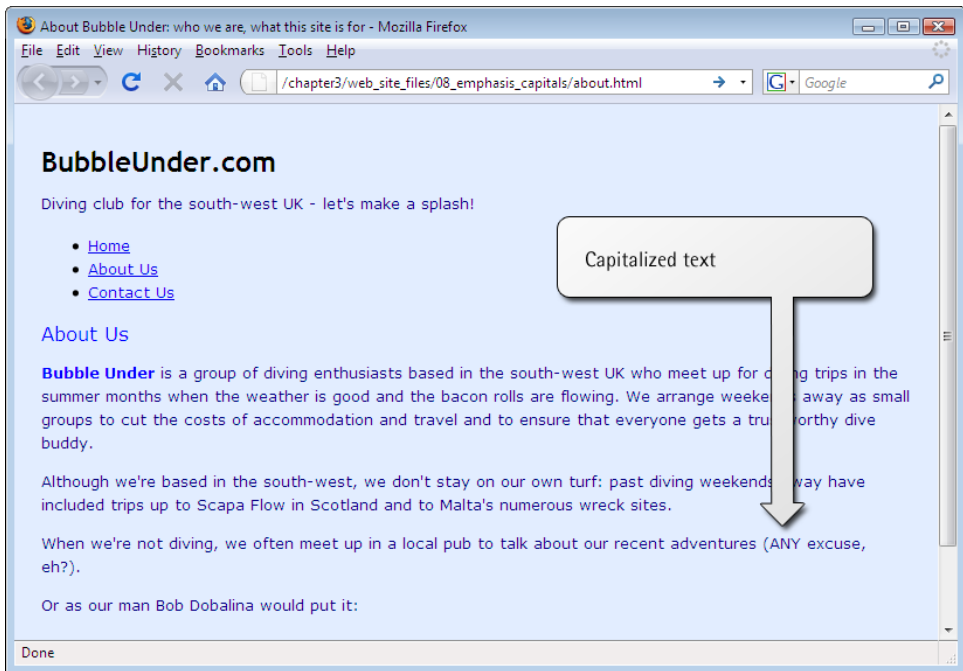 About Bubble Under: who we are, what this site is for - Mozilla Firefox
File Edit View History Bookmarks Tools Help
/chapter3/web_site_files/08_emphasis_capitals/about.html
G Google
BubbleUnder.com
Diving club for the south-west UK - let's make a splash!
Home
About Us
Contact Us
Capitalized text
About Us
Bubble Under is a group of diving enthusiasts based in the south-west UK who meet up for d ng trips in the
summer months when the weather is good and the bacon rolls are flowing. We arrange weeke s away as small
groups to cut the costs of accommodation and travel and to ensure that everyone gets a tru orthy dive
buddy.
Although we're based in the south-west, we don't stay on our own turf: past diving weekends way have
included trips up to Scapa Flow in Scotland and to Malta's numerous wreck sites.
When we're not diving, we often meet up in a local pub to talk about our recent adventures (ANY excuse,
eh?).
Or as our man Bob Dobalina would put it:
Done